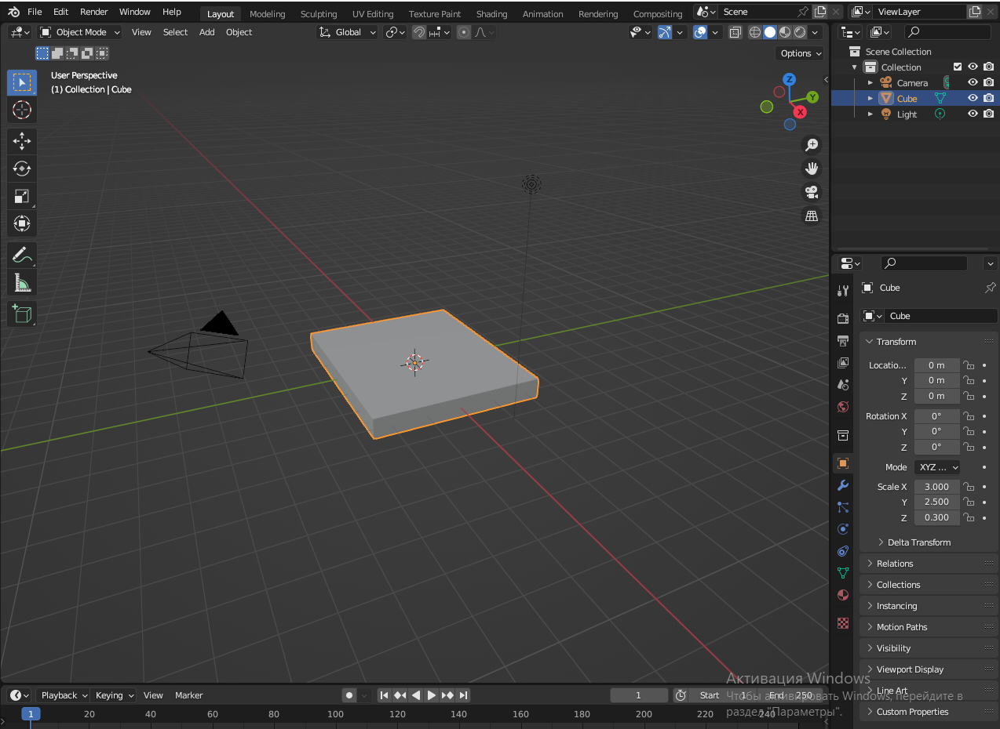 File Edit Render Window Help Layout Modeling Sculpting UV Editing Texture Paint Shading Animation Rendering Compositing Scene ViewLayer
Object Mode View Select Add Object Global
Options
User Perspective
(1) Collection | Cube
Z
Y
X
Scene Collection
Collection
Camera
Cube
Light
Cube
Cube
Transform
Locatio... 0 m
Y 0 m
Z 0 m
Rotation X 0°
Y 0°
Z 0°
Mode XYZ ...
Scale X 3.000
Y 2.500
Z 0.300
Delta Transform
Relations
Collections
Instancing
Motion Paths
Visibility
Viewport Display
Line Art
Custom Properties
Активация Windows
Чтобы активировать Windows, перейдите в
раздел "Параметры".
Playback Keying View Marker 1 Start 1 End 250
1 20 40 60 80 100 120 140 160 180 200 220 240